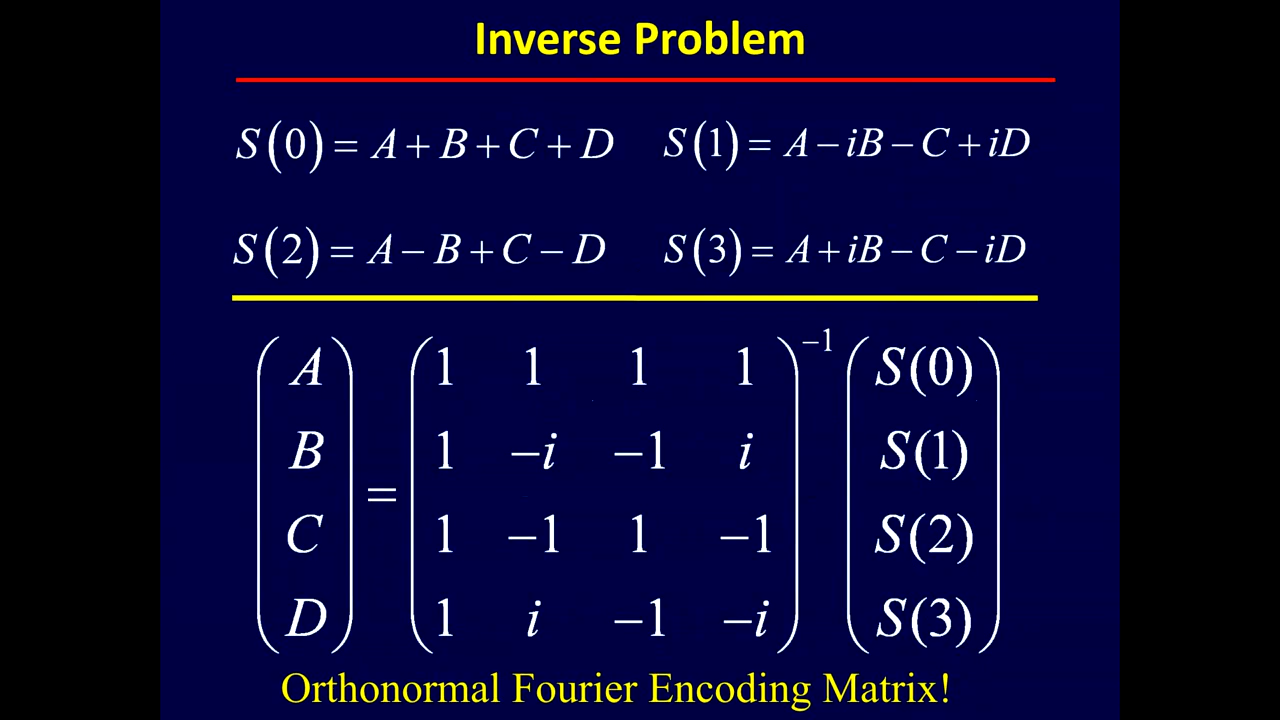 Inverse Problem
S(0) = A + B + C + D S(1) = A − iB − C + iD
S(2) = A − B + C − D S(3) = A + iB − C − iD
−1
A 1 1 1 1 S(0)
B 1 −i −1 i S(1)
=
C 1 −1 1 −1 S(2)
D 1 i −1 −i S(3)
Orthonormal Fourier Encoding Matrix!